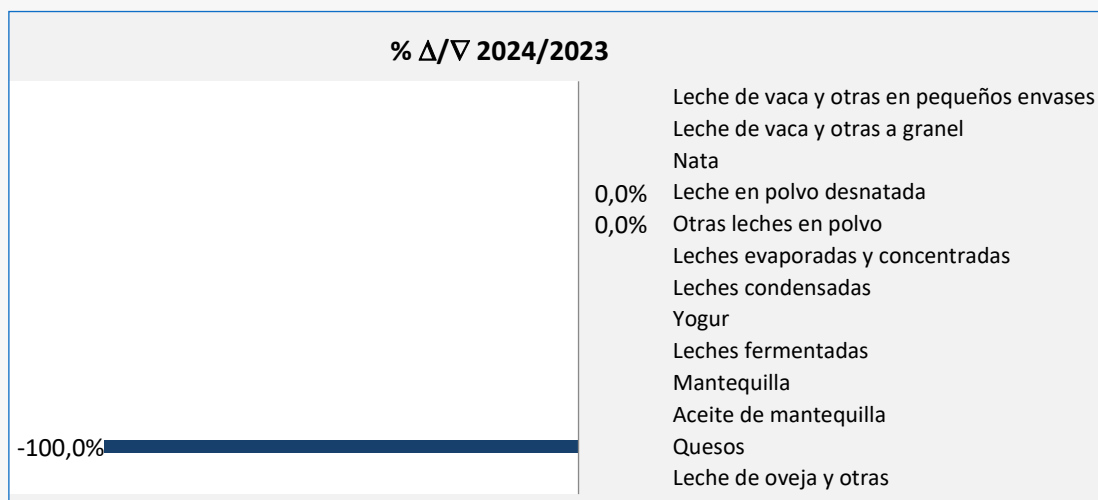 % Δ/∇ 2024/2023
Leche de vaca y otras en pequeños envases
Leche de vaca y otras a granel
Nata
0,0% Leche en polvo desnatada
0,0% Otras leches en polvo
Leches evaporadas y concentradas
Leches condensadas
Yogur
Leches fermentadas
Mantequilla
Aceite de mantequilla
-100,0% Quesos
Leche de oveja y otras